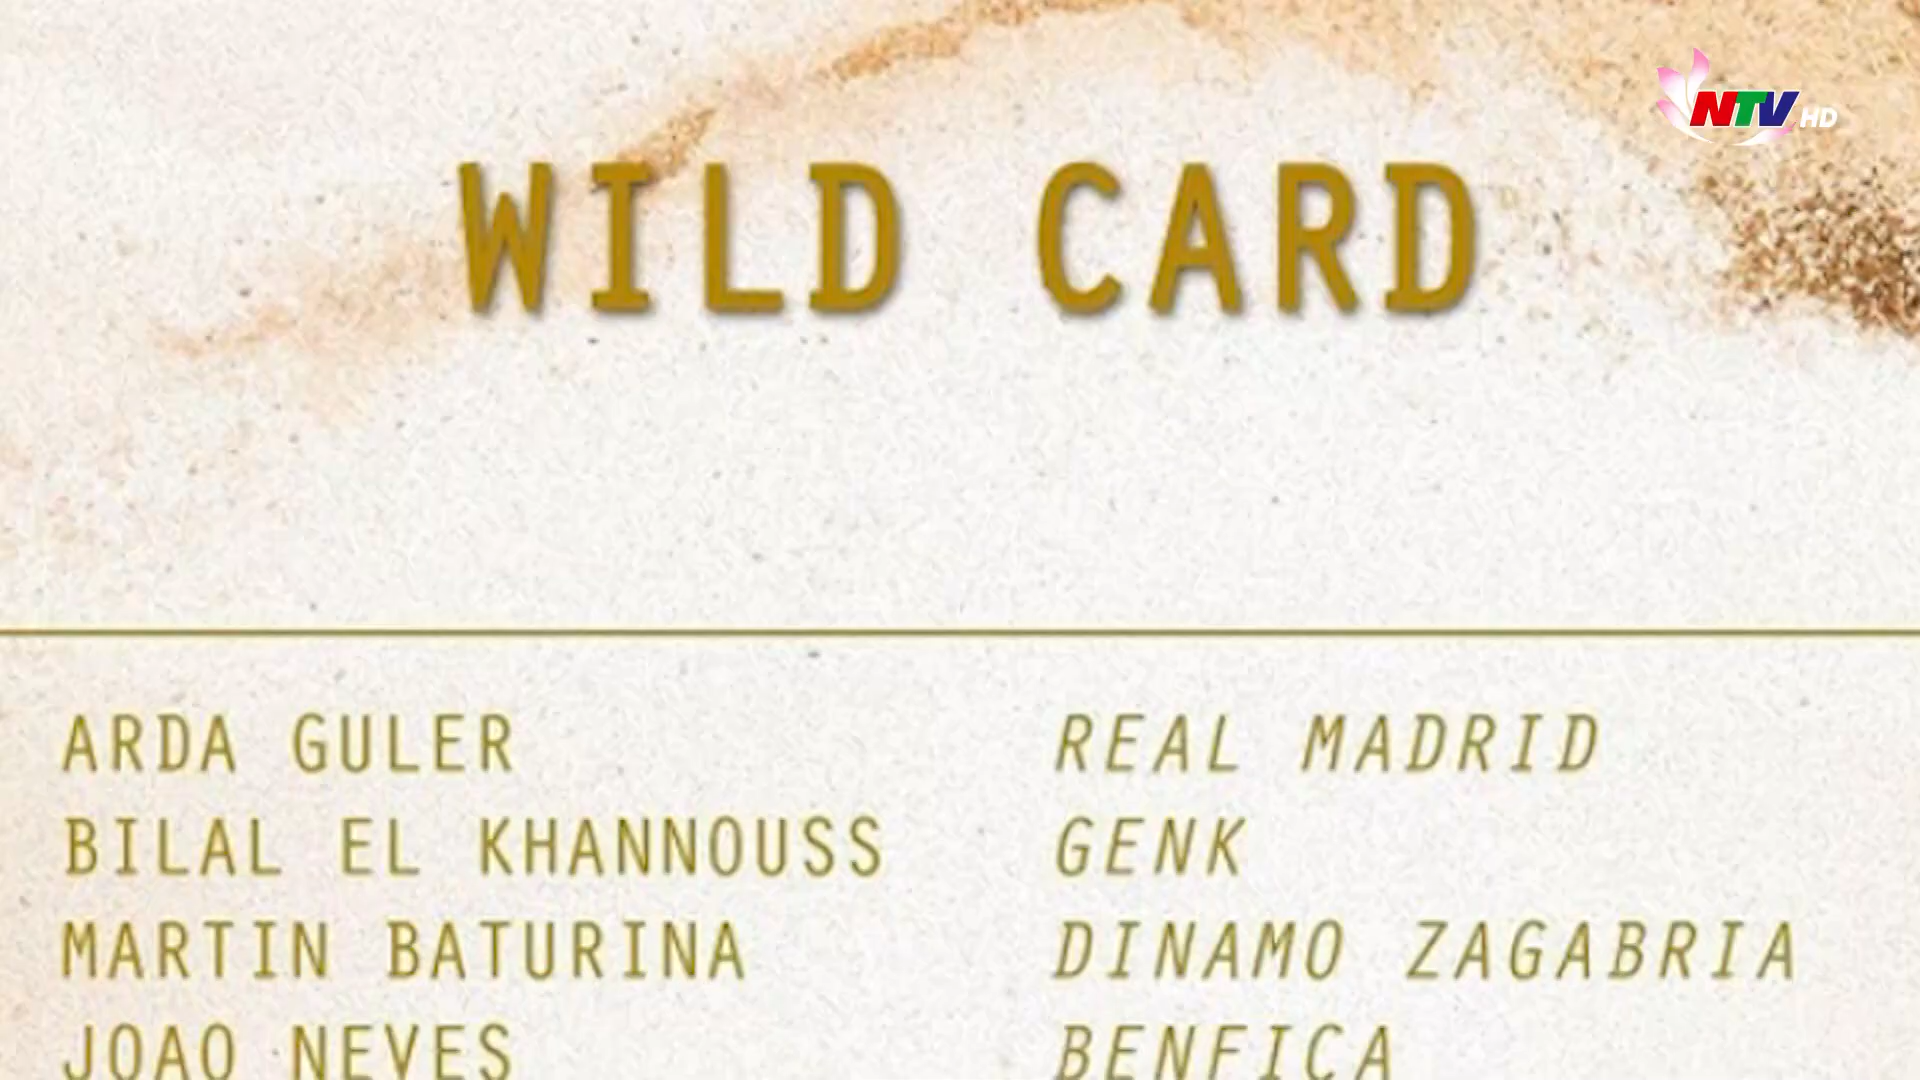 NTV HD
WILD CARD
ARDA GULER REAL MADRID
BILAL EL KHANNOUSS GENK
MARTIN BATURINA DINAMO ZAGABRIA
JOAO NEVES BENFICA